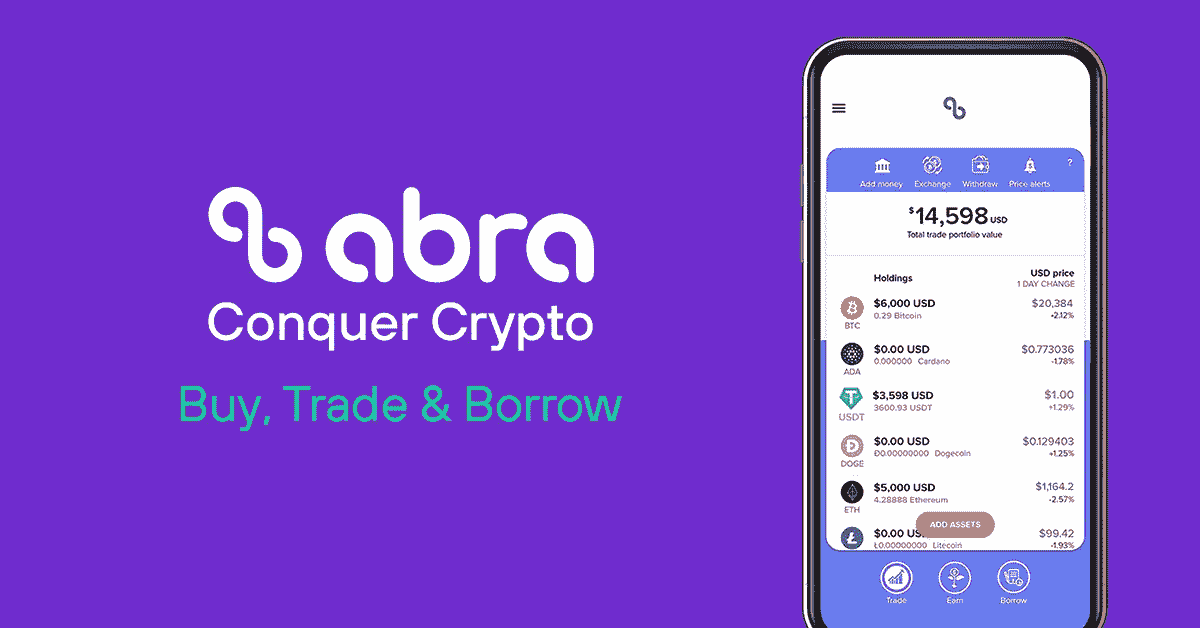 abra
Conquer Crypto
Buy, Trade & Borrow
Add money Exchange Withdraw Price alerts ?
$14,598 USD
Total trade portfolio value
Holdings USD price
1 DAY CHANGE
$6,000 USD $20,384
0.29 Bitcoin -2.12%
BTC
$0.00 USD $0.773036
0.000000 Cardano -1.78%
ADA
$3,598 USD $1.00
3600.93 USDT +1.29%
USDT
$0.00 USD $0.129403
Ð0.00000000 Dogecoin +1.25%
DOGE
$5,000 USD $1,164.2
4.28888 Ethereum -2.57%
ETH
ADD ASSETS
$0.00 US $99.42
Ł0.00000000 Litecoin -1.93%
Trade Earn Borrow